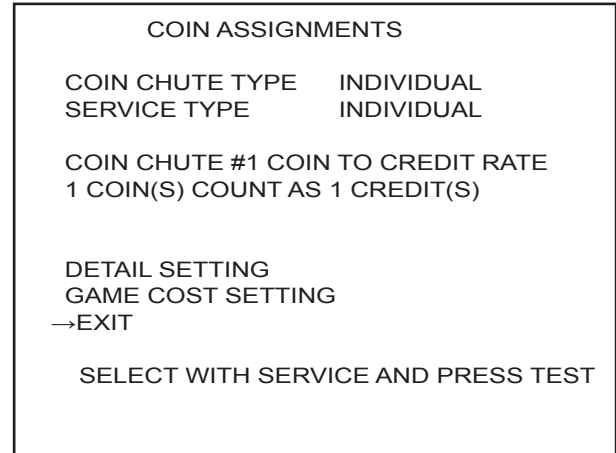 COIN ASSIGNMENTS
COIN CHUTE TYPE INDIVIDUAL
SERVICE TYPE INDIVIDUAL
COIN CHUTE #1 COIN TO CREDIT RATE
1 COIN(S) COUNT AS 1 CREDIT(S)
DETAIL SETTING
GAME COST SETTING
→EXIT
SELECT WITH SERVICE AND PRESS TEST